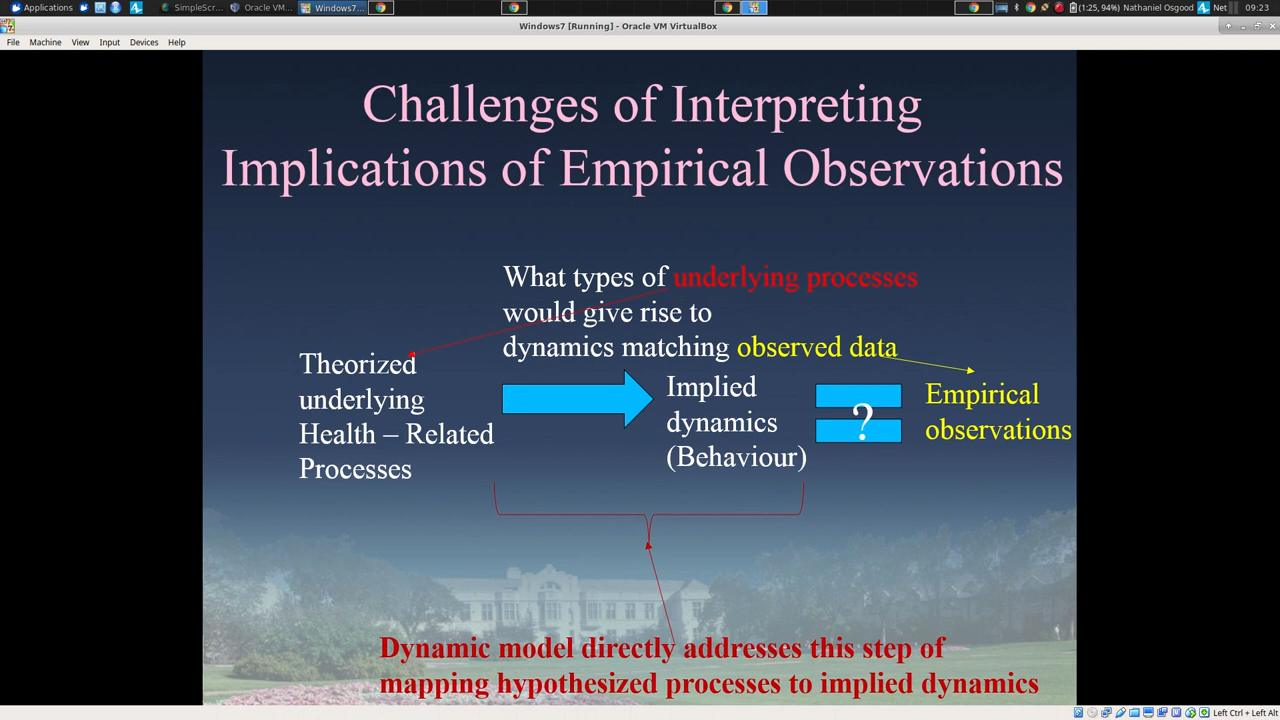 Applications
SimpleScr...
Oracle VM...
Windows7...
(1:25, 94%) Nathaniel Osgood
Net
09:23
Windows7 [Running] - Oracle VM VirtualBox
File Machine View Input Devices Help
Challenges of Interpreting
Implications of Empirical Observations
What types of underlying processes
would give rise to
dynamics matching observed data
Theorized
underlying
Health – Related
Processes
Implied
dynamics
(Behaviour)
?
Empirical
observations
Dynamic model directly addresses this step of
mapping hypothesized processes to implied dynamics
Left Ctrl + Left Alt